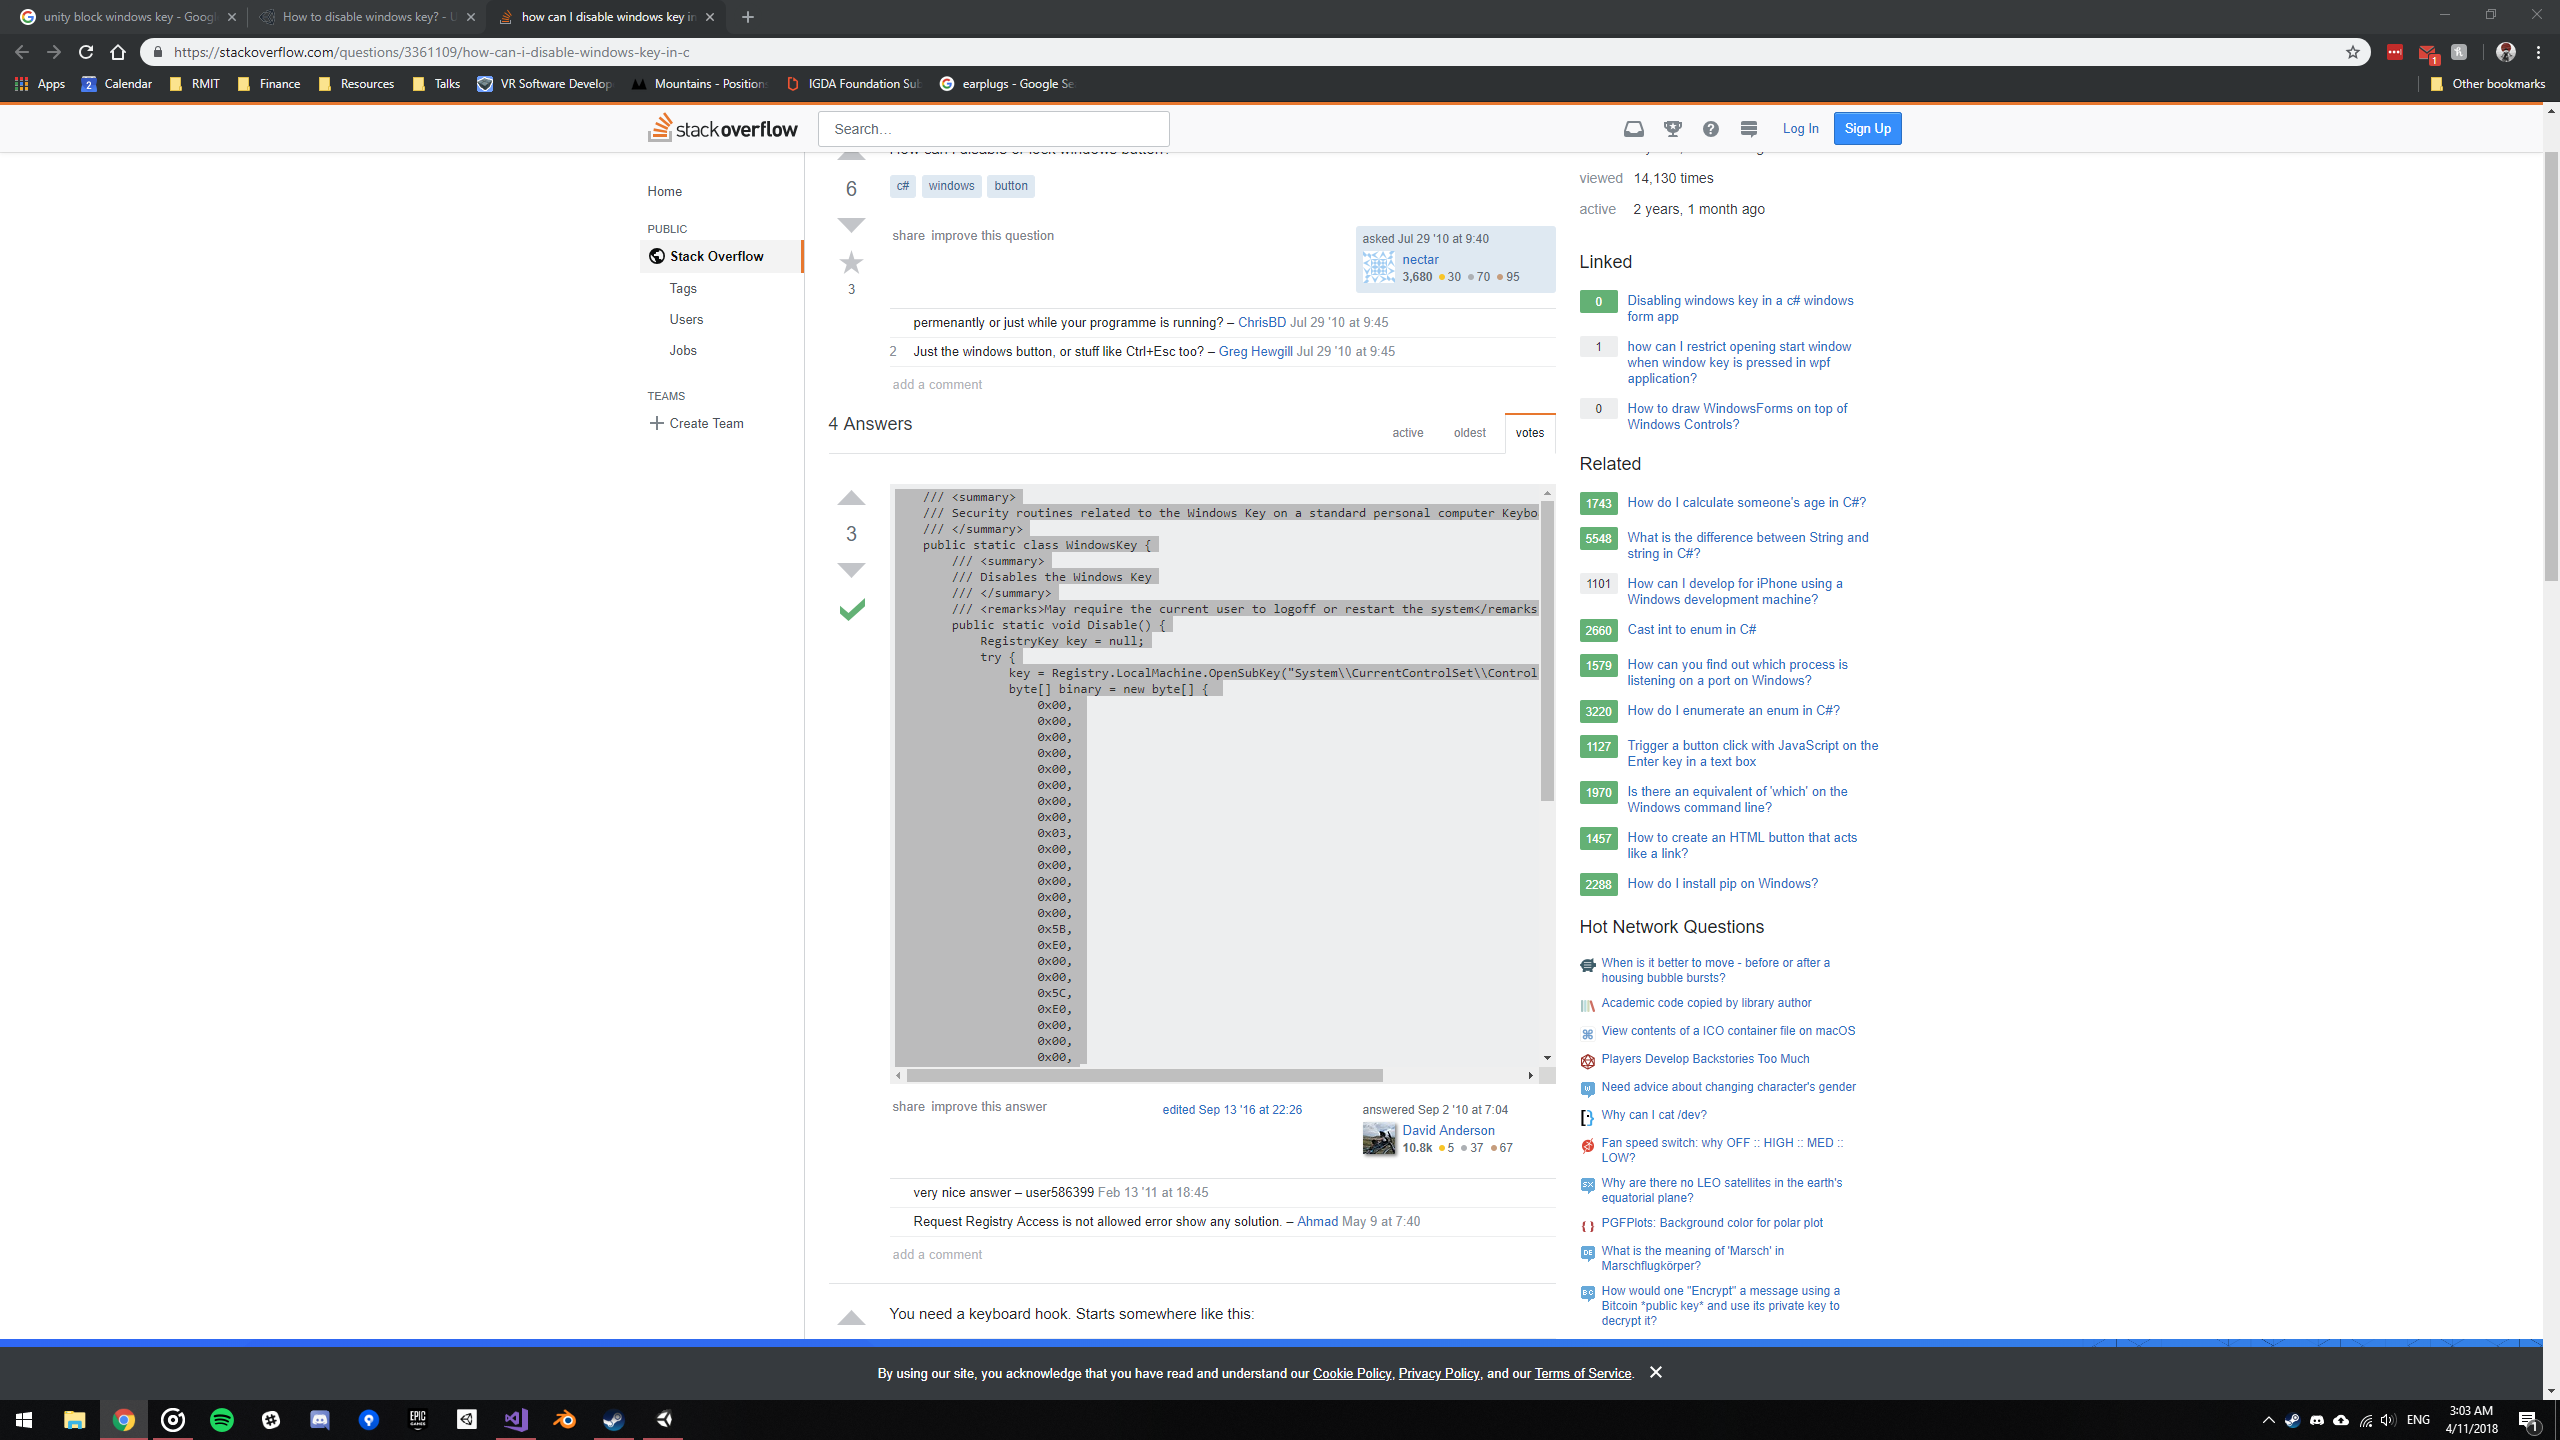 unity block windows key - Googl
How to disable windows key? - U
how can I disable windows key in
https://stackoverflow.com/questions/3361109/how-can-i-disable-windows-key-in-c
1
Apps
2 Calendar
RMIT
Finance
Resources
Talks
VR Software Develop
Mountains - Positions
IGDA Foundation Sub
earplugs - Google Se
Other bookmarks
stackoverflow
Search…
Log In
Sign Up
Home
PUBLIC
Stack Overflow
Tags
Users
Jobs
TEAMS
Create Team
6
c# windows button
share improve this question
asked Jul 29 '10 at 9:40
nectar
3,680 30 70 95
3
permenantly or just while your programme is running? – ChrisBD Jul 29 '10 at 9:45
2 Just the windows button, or stuff like Ctrl+Esc too? – Greg Hewgill Jul 29 '10 at 9:45
add a comment
4 Answers
active oldest votes
3
/// <summary>
/// Security routines related to the Windows Key on a standard personal computer Keybo
/// </summary>
public static class WindowsKey {
/// <summary>
/// Disables the Windows Key
/// </summary>
/// <remarks>May require the current user to logoff or restart the system</remarks
public static void Disable() {
RegistryKey key = null;
try {
key = Registry.LocalMachine.OpenSubKey("System\\CurrentControlSet\\Control
byte[] binary = new byte[] {
0x00,
0x00,
0x00,
0x00,
0x00,
0x00,
0x00,
0x00,
0x03,
0x00,
0x00,
0x00,
0x00,
0x00,
0x5B,
0xE0,
0x00,
0x00,
0x5C,
0xE0,
0x00,
0x00,
0x00,
share improve this answer
edited Sep 13 '16 at 22:26
answered Sep 2 '10 at 7:04
David Anderson
10.8k 5 37 67
very nice answer – user586399 Feb 13 '11 at 18:45
Request Registry Access is not allowed error show any solution. – Ahmad May 9 at 7:40
add a comment
You need a keyboard hook. Starts somewhere like this:
viewed 14,130 times
active 2 years, 1 month ago
Linked
0 Disabling windows key in a c# windows
form app
1 how can I restrict opening start window
when window key is pressed in wpf
application?
0 How to draw WindowsForms on top of
Windows Controls?
Related
1743 How do I calculate someone's age in C#?
5548 What is the difference between String and
string in C#?
1101 How can I develop for iPhone using a
Windows development machine?
2660 Cast int to enum in C#
1579 How can you find out which process is
listening on a port on Windows?
3220 How do I enumerate an enum in C#?
1127 Trigger a button click with JavaScript on the
Enter key in a text box
1970 Is there an equivalent of 'which' on the
Windows command line?
1457 How to create an HTML button that acts
like a link?
2288 How do I install pip on Windows?
Hot Network Questions
When is it better to move - before or after a
housing bubble bursts?
Academic code copied by library author
View contents of a ICO container file on macOS
Players Develop Backstories Too Much
Need advice about changing character's gender
Why can I cat /dev?
Fan speed switch: why OFF :: HIGH :: MED ::
LOW?
Why are there no LEO satellites in the earth's
equatorial plane?
PGFPlots: Background color for polar plot
What is the meaning of 'Marsch' in
Marschflugkörper?
How would one "Encrypt" a message using a
Bitcoin *public key* and use its private key to
decrypt it?
By using our site, you acknowledge that you have read and understand our Cookie Policy, Privacy Policy, and our Terms of Service.
EPIC GAMES
ENG
3:03 AM
4/11/2018
1